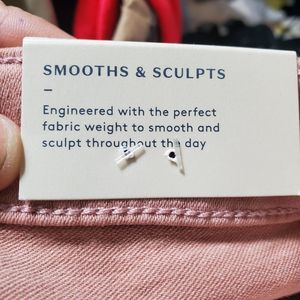 SMOOTHS & SCULPTS
–
Engineered with the perfect
fabric weight to smooth and
sculpt throughout the day